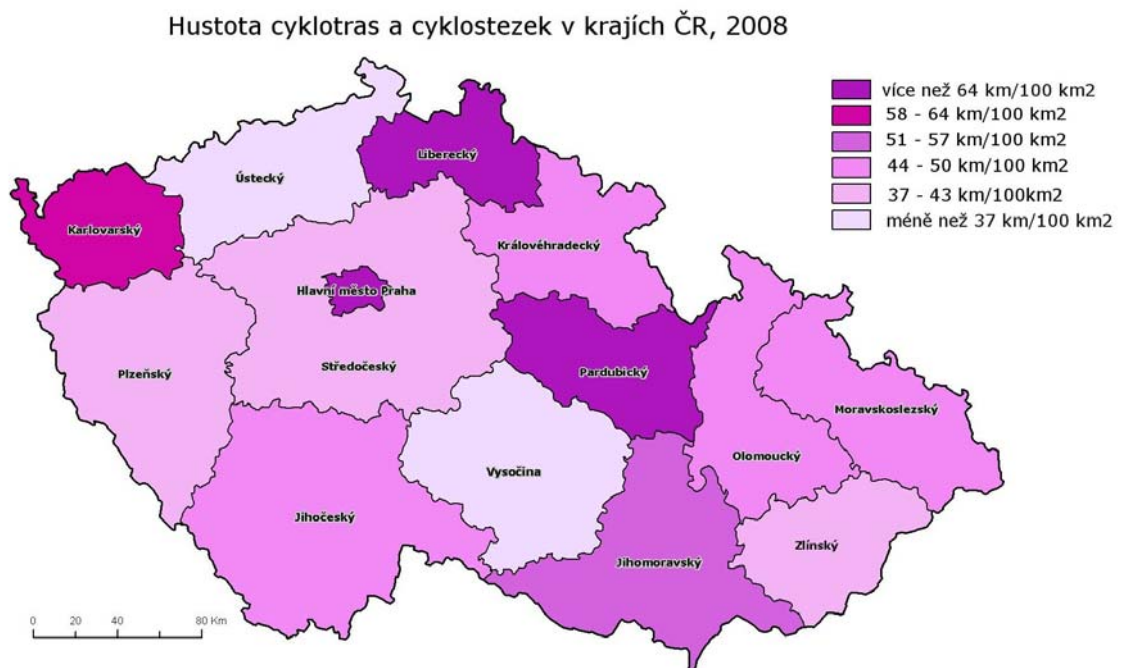 Hustota cyklotras a cyklostezek v krajích ČR, 2008
více než 64 km/100 km2
58 - 64 km/100 km2
51 - 57 km/100 km2
44 - 50 km/100 km2
37 - 43 km/100km2
méně než 37 km/100 km2
Liberecký
Ústecký
Karlovarský
Královéhradecký
Hlavní město Praha
Středočeský
Plzeňský
Pardubický
Moravskoslezský
Olomoucký
Vysočina
Jihočeský
Zlínský
Jihomoravský
0 20 40 80 Km